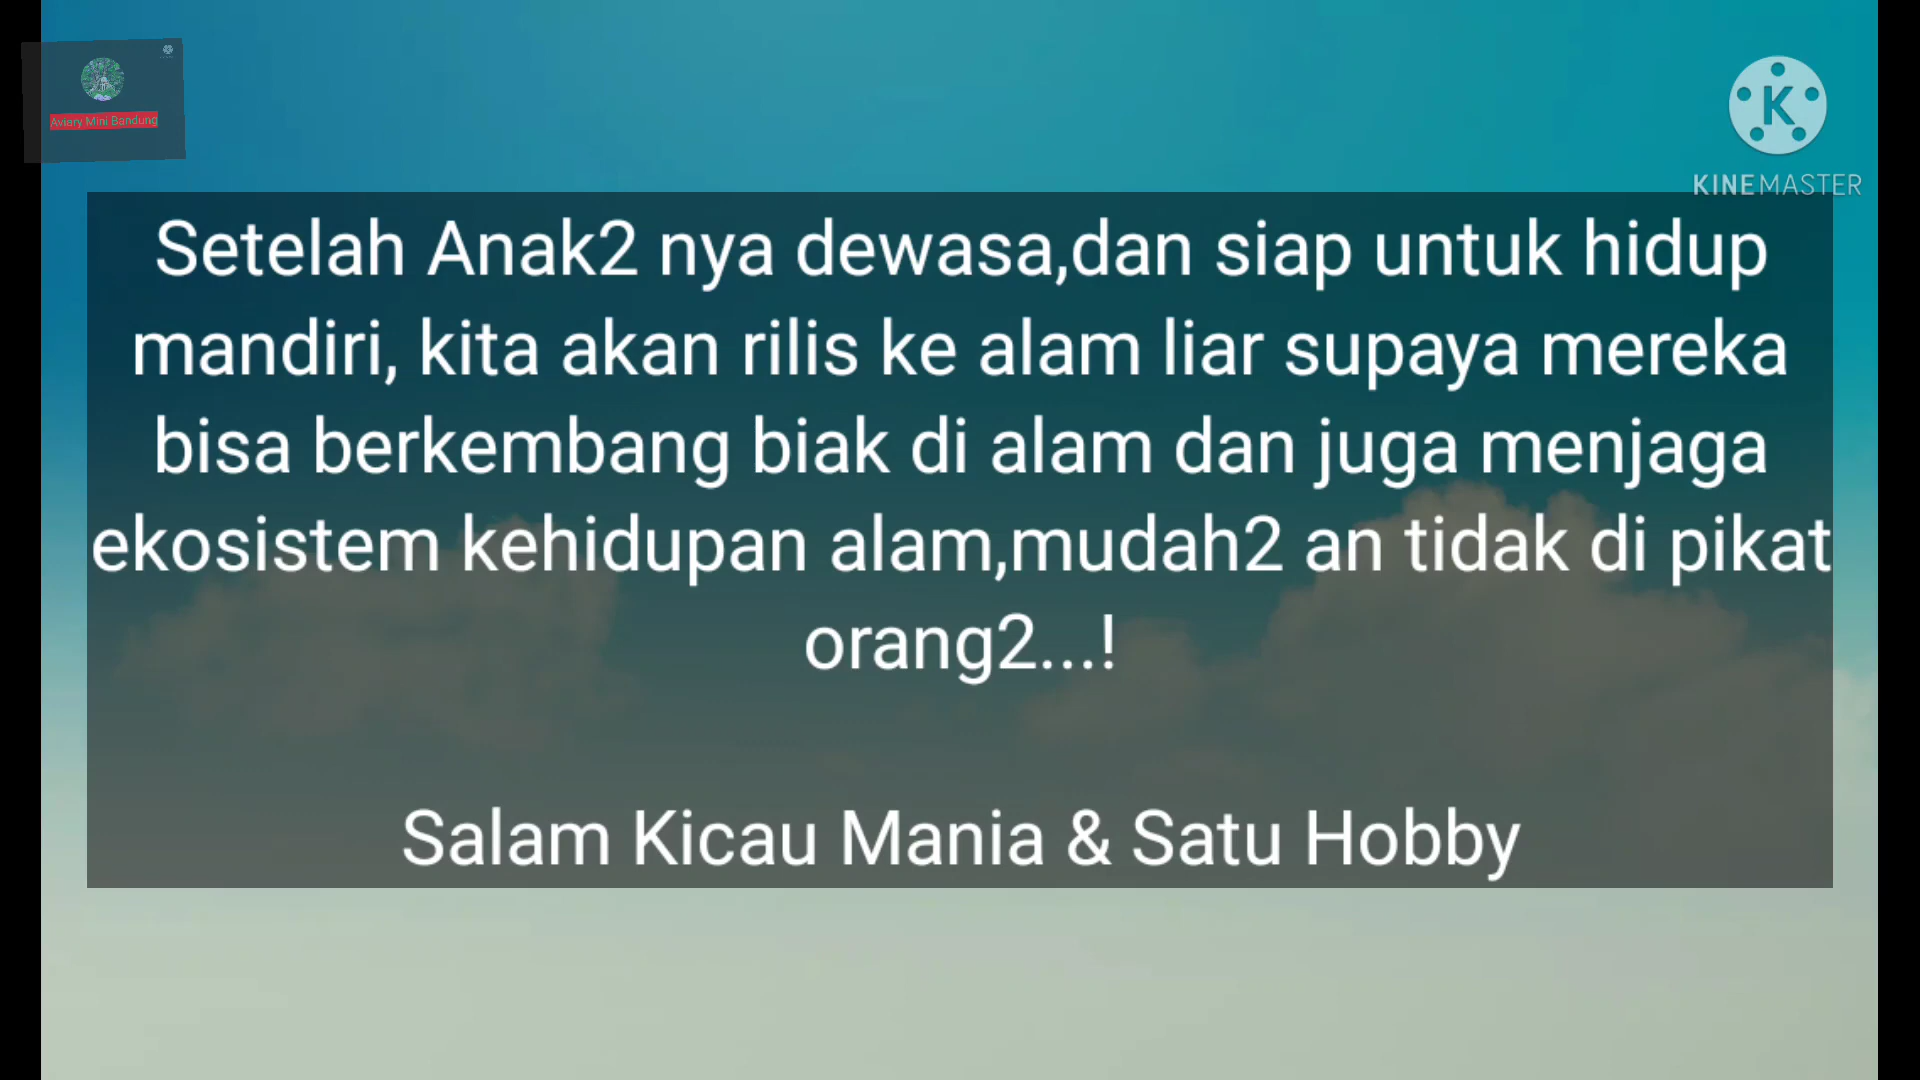 Aviary Mini Bandung
K
KINEMASTER
Setelah Anak2 nya dewasa,dan siap untuk hidup
mandiri, kita akan rilis ke alam liar supaya mereka
bisa berkembang biak di alam dan juga menjaga
ekosistem kehidupan alam,mudah2 an tidak di pikat
orang2...!
Salam Kicau Mania & Satu Hobby